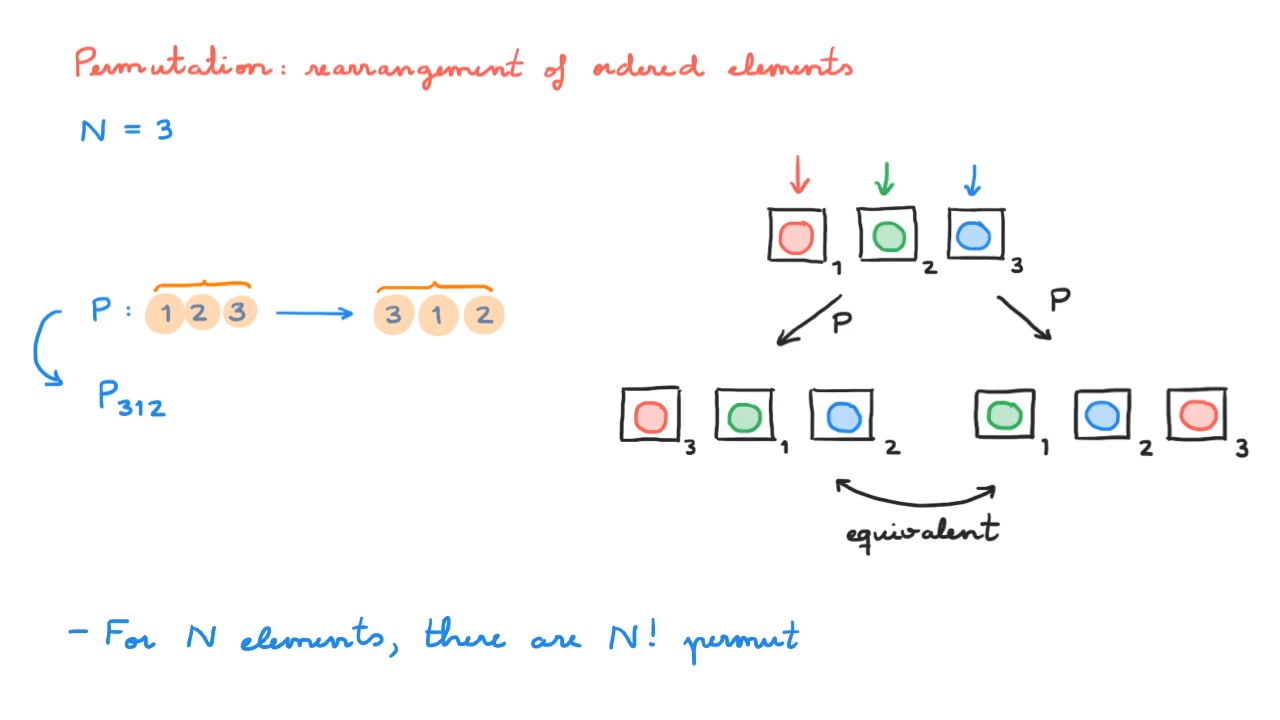 Permutation: rearrangement of ordered elements
N = 3
1 2 3
P
P
P : 1 2 3 → 3 1 2
P312
3 1 2 1 2 3
equivalent
- For N elements, there are N! permut